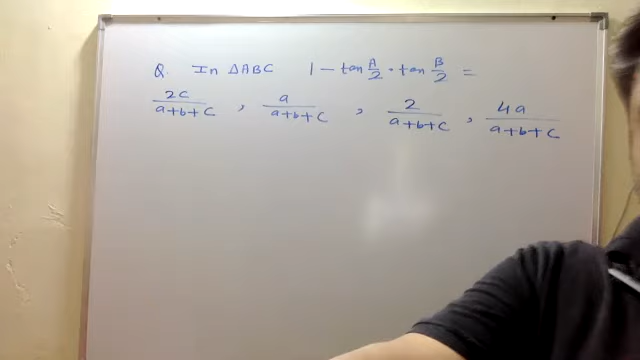 Q. In ΔABC 1 - tan A/2 · tan B/2 =
2c/(a+b+c) , a/(a+b+c) , 2/(a+b+c) , 4a/(a+b+c)